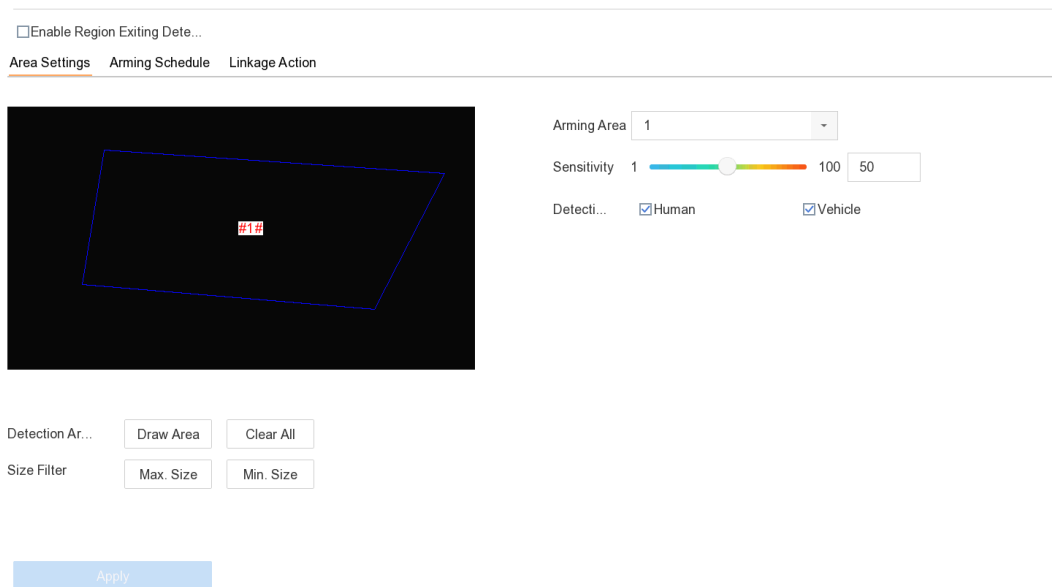 Enable Region Exiting Dete...
Area Settings Arming Schedule Linkage Action
#1#
Arming Area 1
Sensitivity 1 100 50
Detecti... Human Vehicle
Detection Ar... Draw Area Clear All
Size Filter Max. Size Min. Size
Apply